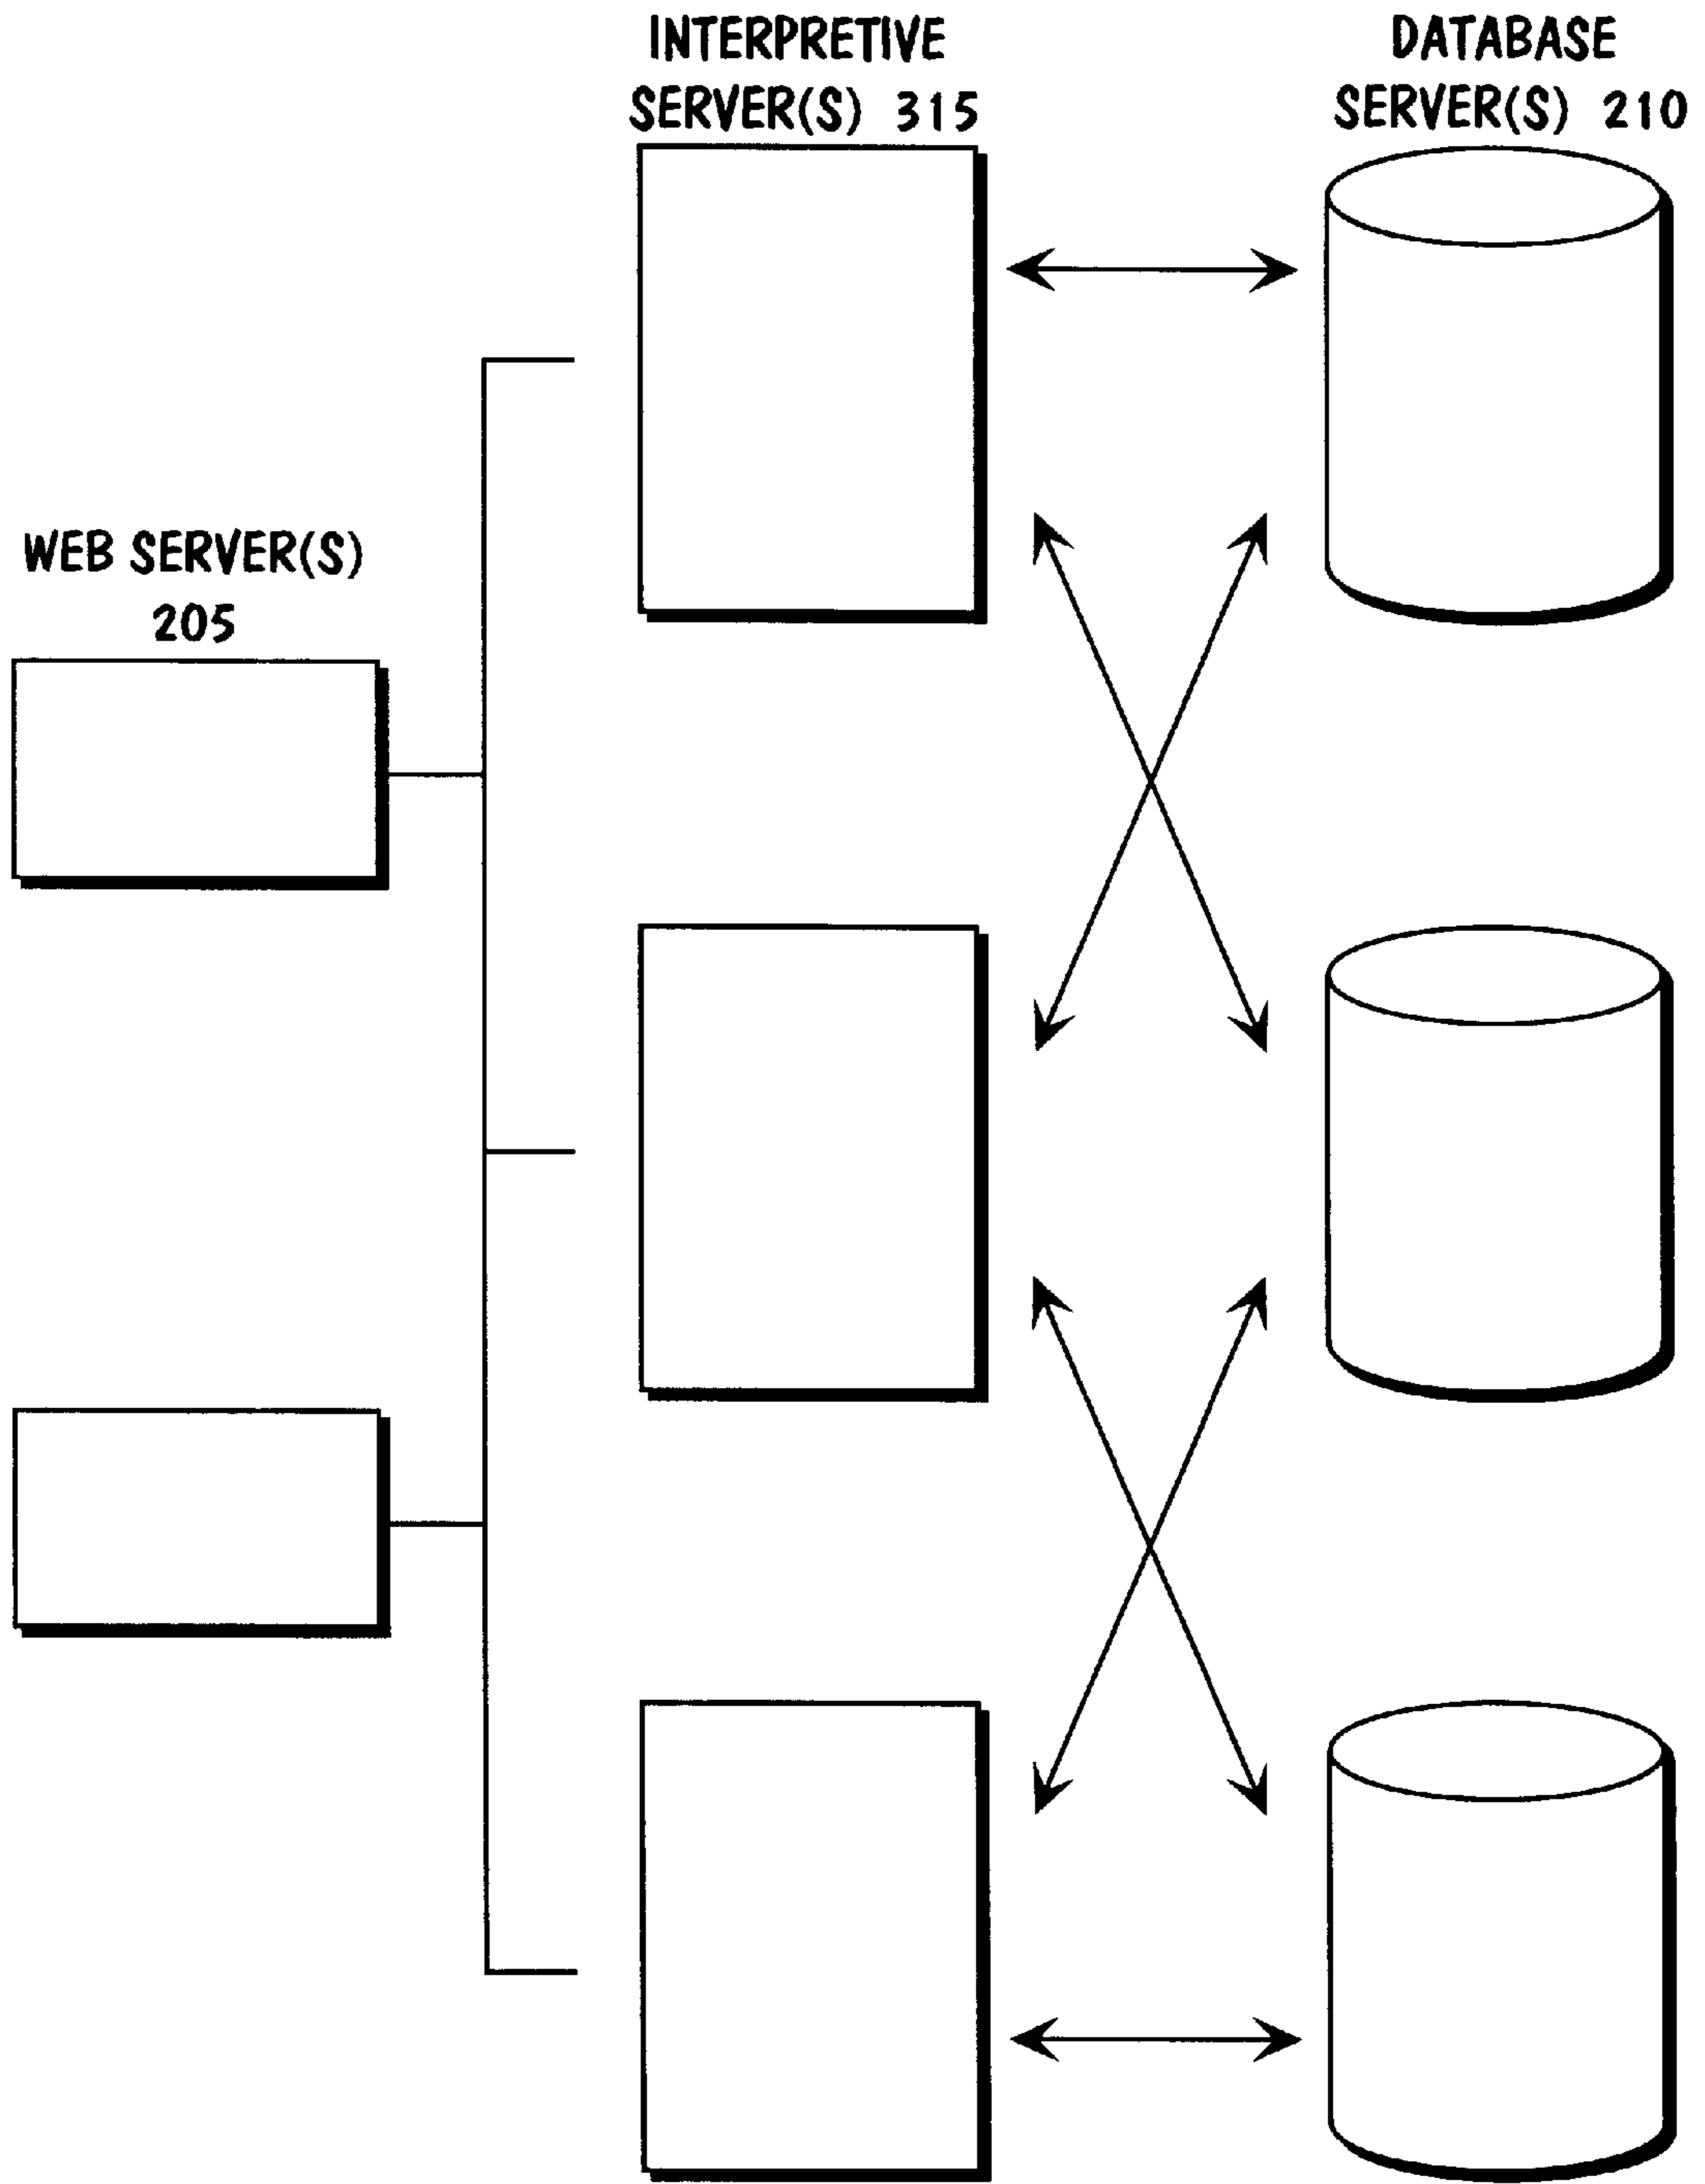 INTERPRETIVE
SERVER(S) 315
DATABASE
SERVER(S) 210
WEB SERVER(S)
205